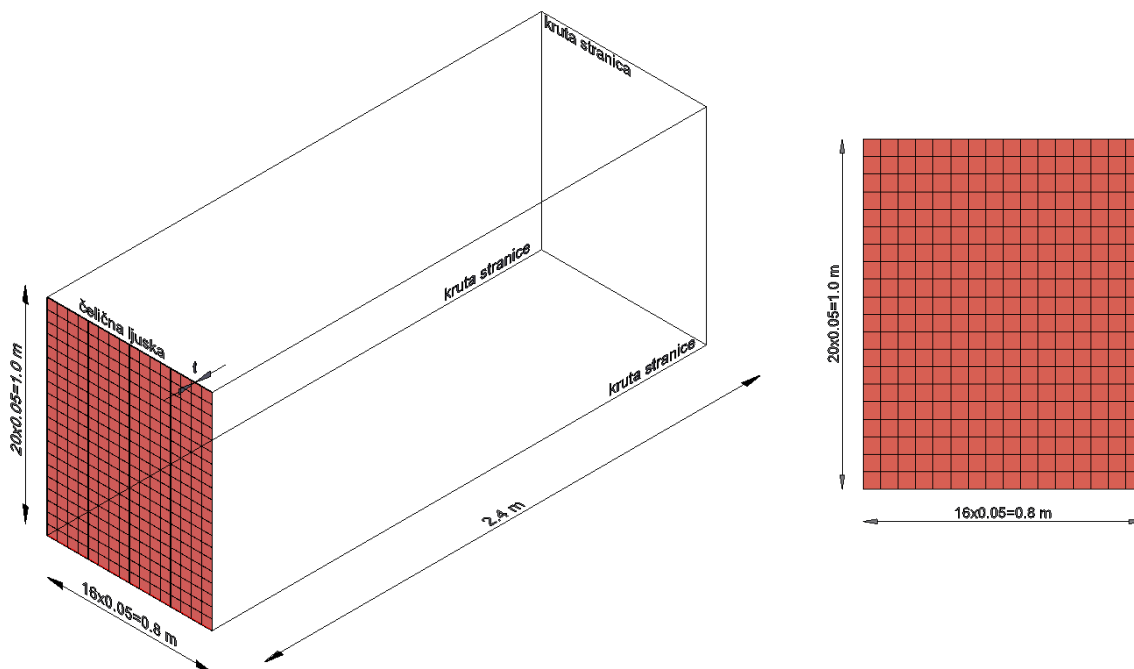 kruta stranica
kruta stranice
kruta stranice
čelična ljuska
t
20x0.05=1.0 m
16x0.05=0.8 m
2.4 m
20x0.05=1.0 m
16x0.05=0.8 m